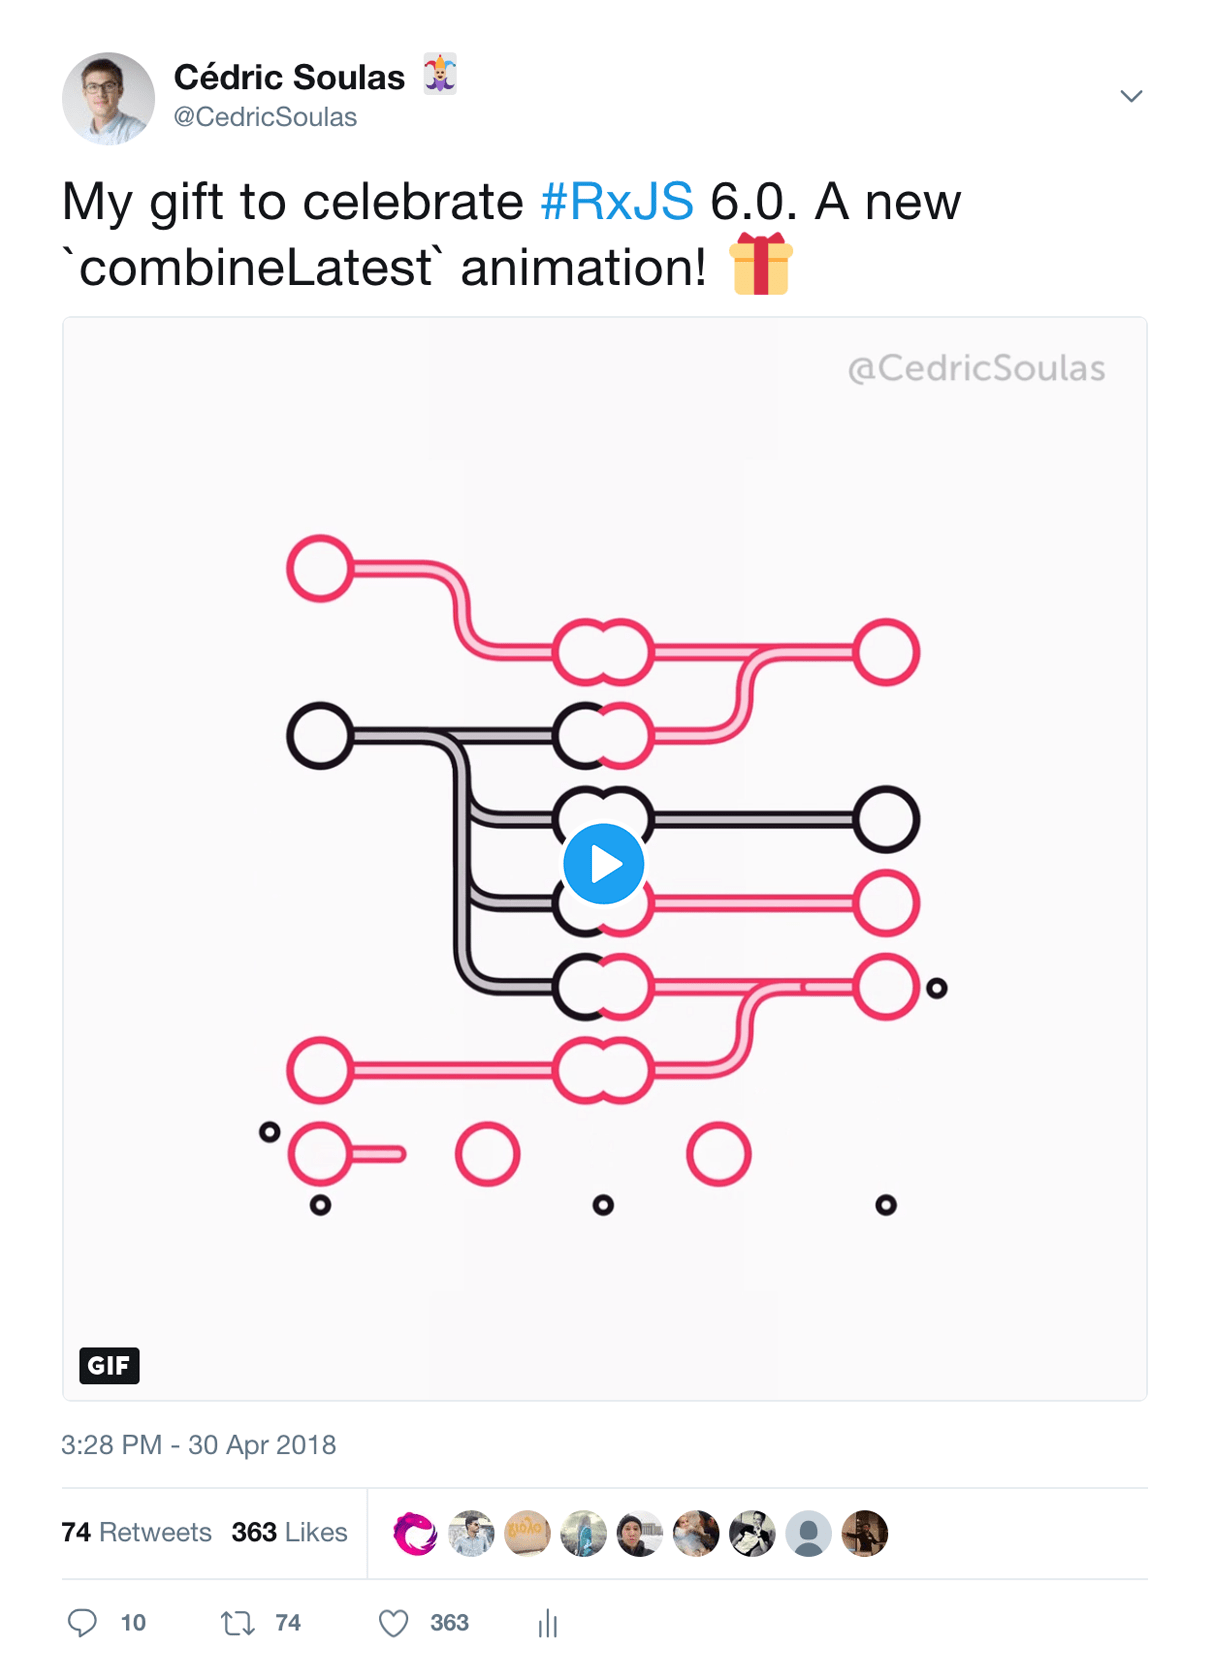 Cédric Soulas 🃏
@CedricSoulas
My gift to celebrate #RxJS 6.0. A new
`combineLatest` animation! 🎁
@CedricSoulas
GIF
3:28 PM - 30 Apr 2018
74 Retweets 363 Likes
10 74 363